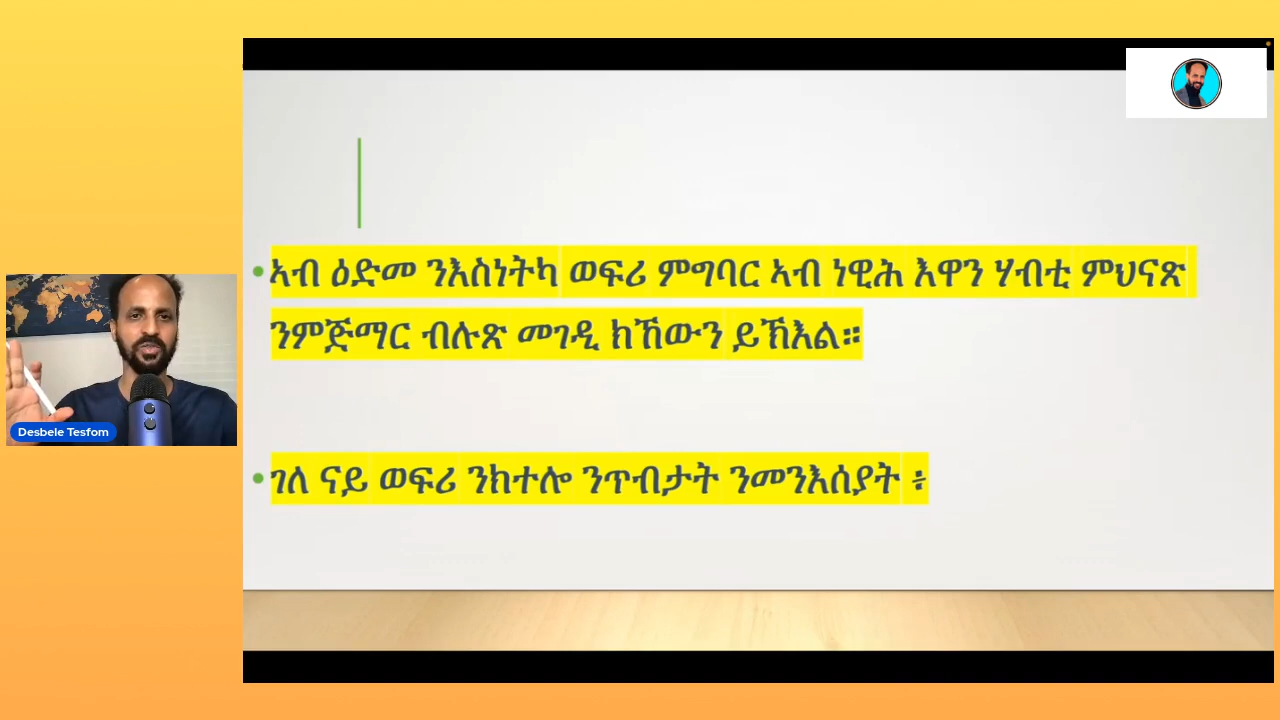 ኣብ ዕድመ ንእስነትካ ወፍሪ ምግባር ኣብ ነዊሕ እዋን ሃብቲ ምህናጽ
ንምጅማር ብሉጽ መገዲ ክኸውን ይኽእል።
ገለ ናይ ወፍሪ ንክተሎ ንጥብታት ንመንእሰያት ፥
Desbele Tesfom